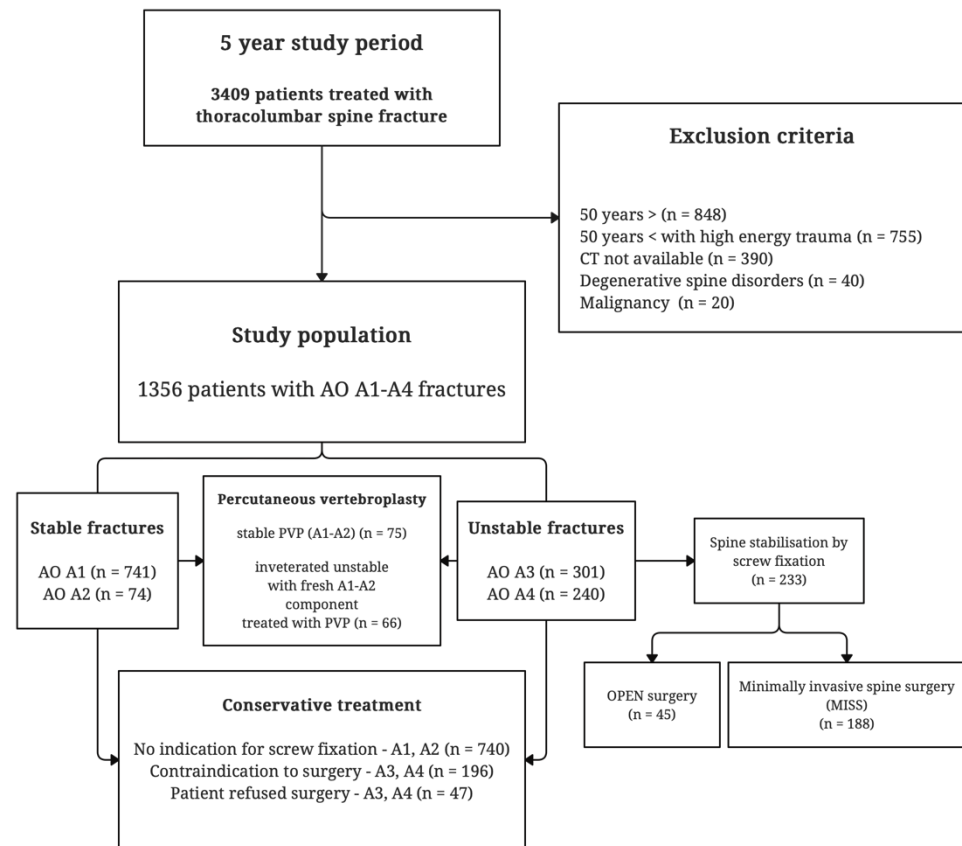 5 year study period
3409 patients treated with
thoracolumbar spine fracture
Exclusion criteria
50 years > (n = 848)
50 years < with high energy trauma (n = 755)
CT not available (n = 390)
Degenerative spine disorders (n = 40)
Malignancy (n = 20)
Study population
1356 patients with AO A1-A4 fractures
Stable fractures
AO A1 (n = 741)
AO A2 (n = 74)
Percutaneous vertebroplasty
stable PVP (A1-A2) (n = 75)
inveterated unstable
with fresh A1-A2
component
treated with PVP (n = 66)
Unstable fractures
AO A3 (n = 301)
AO A4 (n = 240)
Spine stabilisation by
screw fixation
(n = 233)
OPEN surgery
(n = 45)
Minimally invasive spine surgery
(MISS)
(n = 188)
Conservative treatment
No indication for screw fixation - A1, A2 (n = 740)
Contraindication to surgery - A3, A4 (n = 196)
Patient refused surgery - A3, A4 (n = 47)